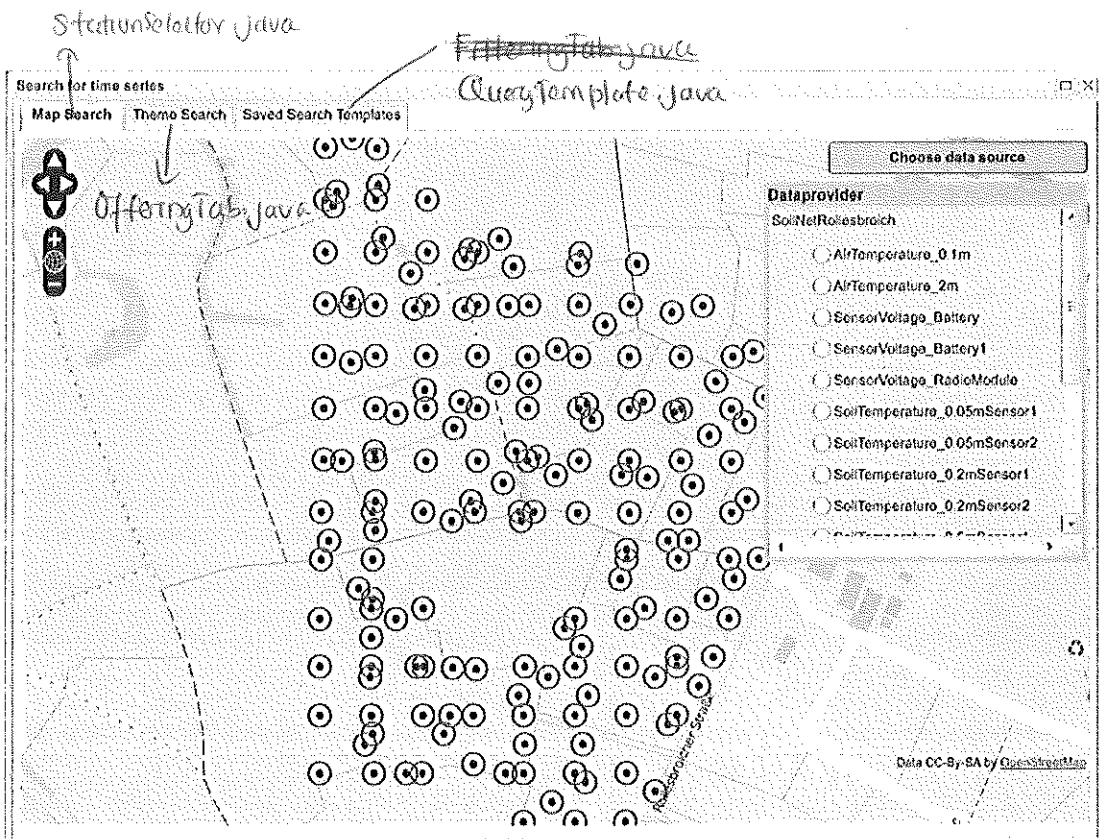 StationSelector.java
FilteringTab.java
QueryTemplate.java
Search for time series
Map Search Themo Search Saved Search Templates
OfferingTab.java
Choose data source
Dataprovider
SoilNetRollesbroich
AirTemperature_0.1m
AirTemperature_2m
SensorVoltage_Battery
SensorVoltage_Battery1
SensorVoltage_RadioModule
SoilTemperature_0.05mSensor1
SoilTemperature_0.05mSensor2
SoilTemperature_0.2mSensor1
SoilTemperature_0.2mSensor2
Data CC-By-SA by OpenStreetMap